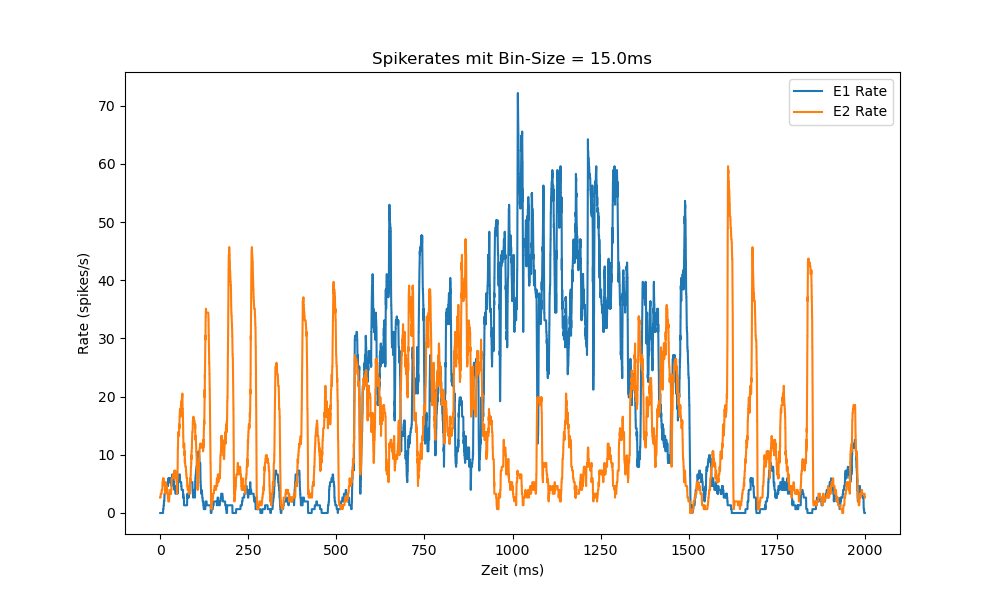 Spikerates mit Bin-Size = 15.0ms
E1 Rate
E2 Rate
Rate (spikes/s)
70
60
50
40
30
20
10
0
0 250 500 750 1000 1250 1500 1750 2000
Zeit (ms)